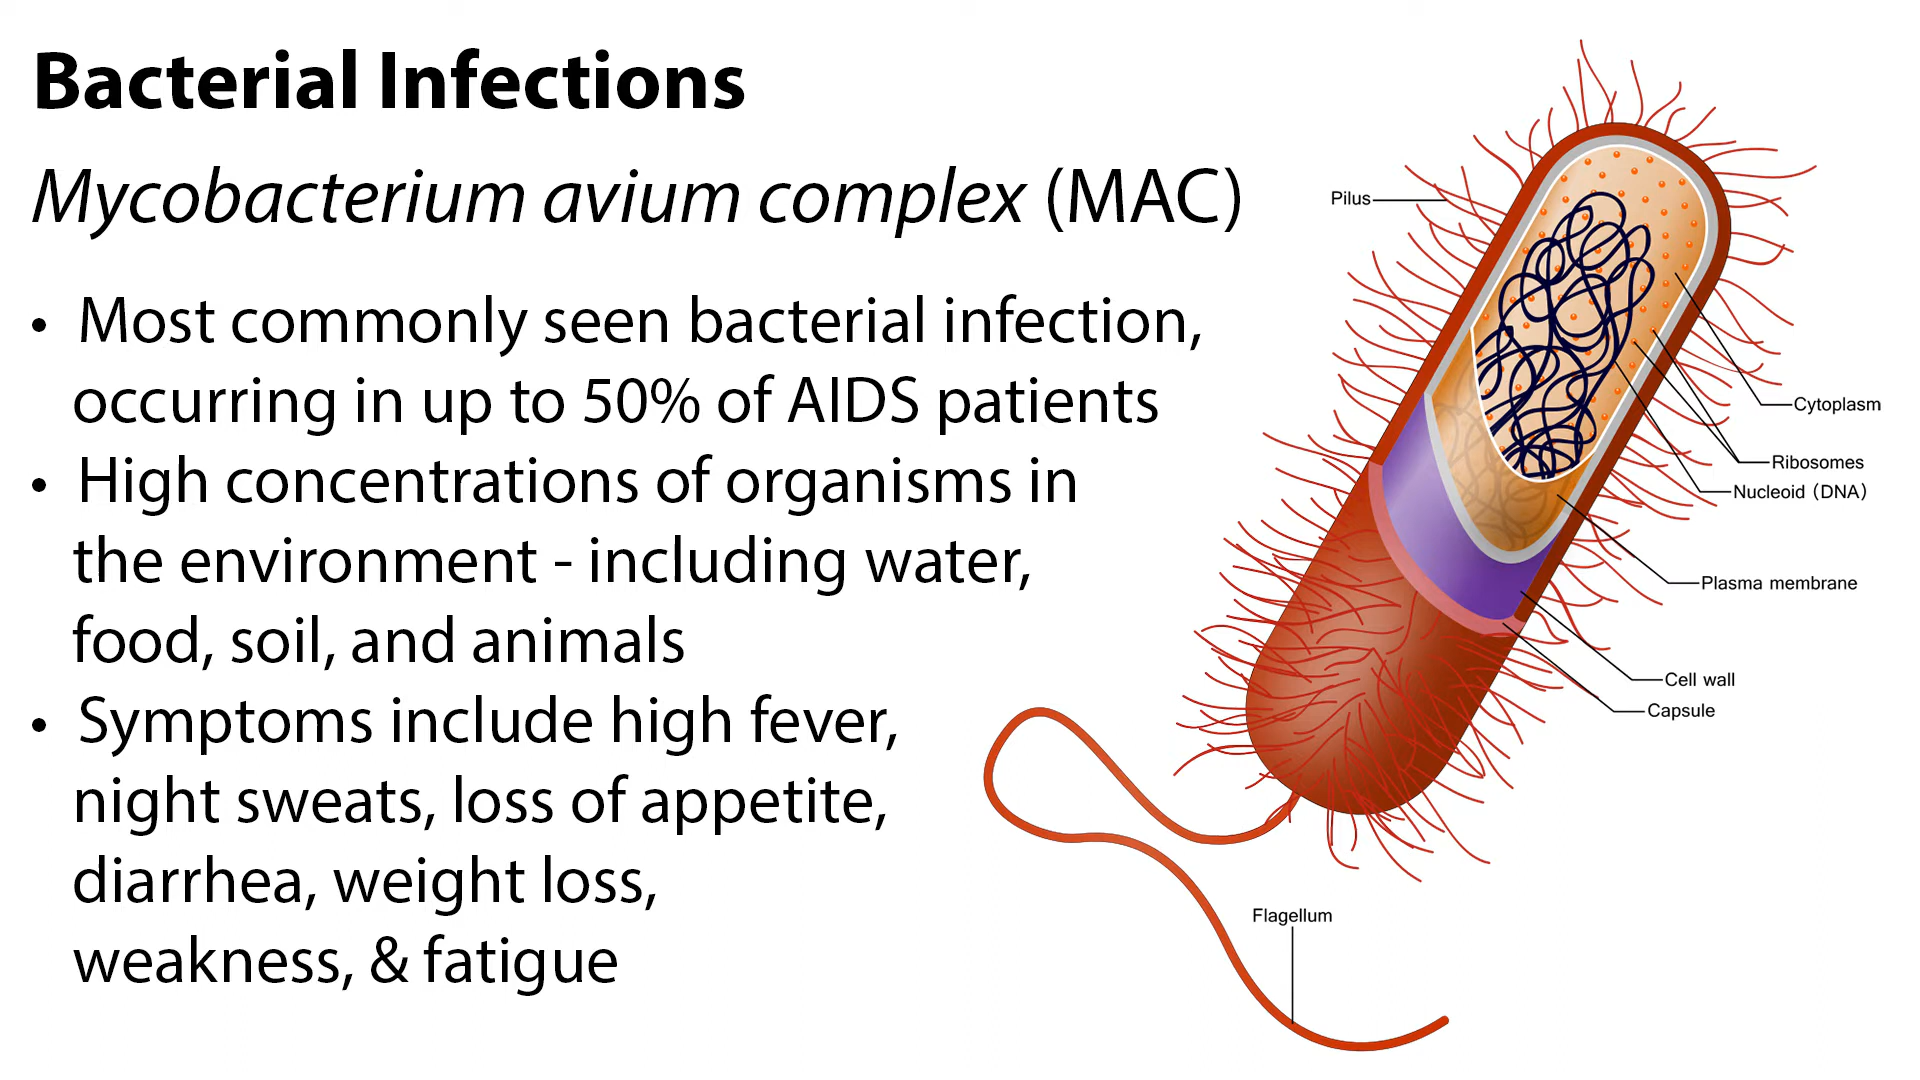 Bacterial Infections
Mycobacterium avium complex (MAC)
• Most commonly seen bacterial infection,
occurring in up to 50% of AIDS patients
• High concentrations of organisms in
the environment - including water,
food, soil, and animals
• Symptoms include high fever,
night sweats, loss of appetite,
diarrhea, weight loss,
weakness, & fatigue
Pilus
Cytoplasm
Ribosomes
Nucleoid (DNA)
Plasma membrane
Cell wall
Capsule
Flagellum